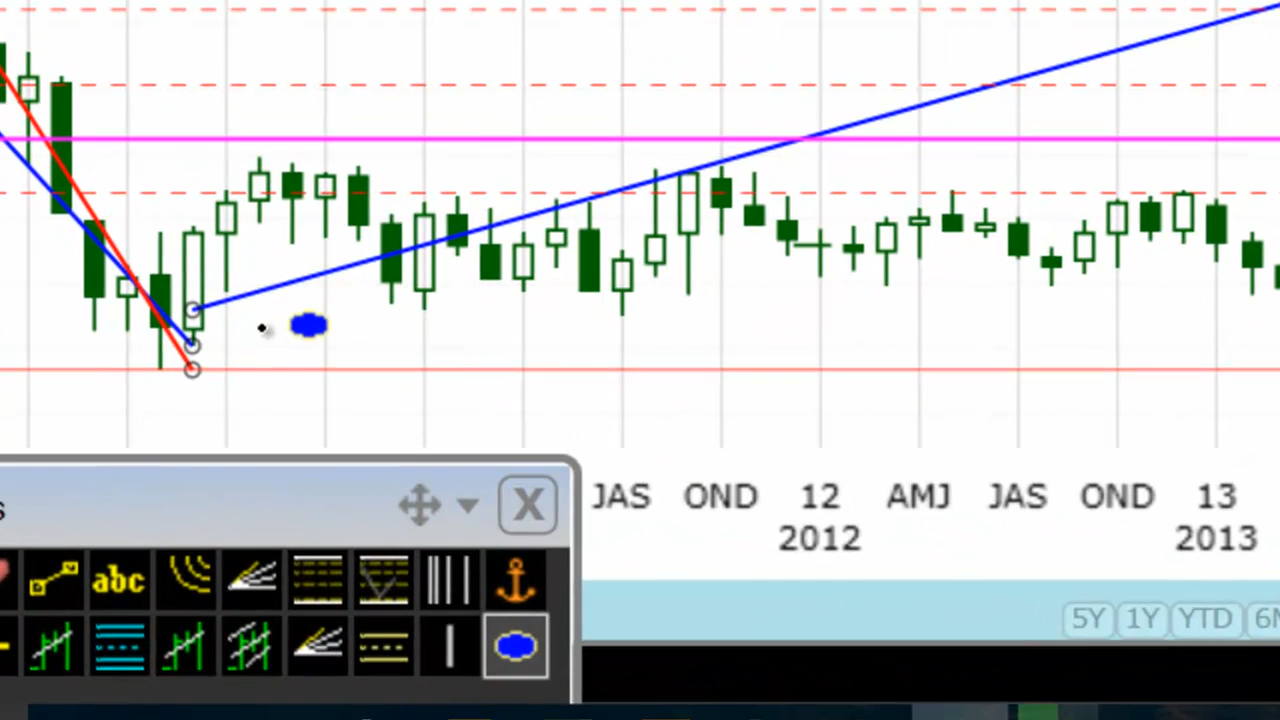 JAS OND 12 AMJ JAS OND 13
2012 2013
s
X
abc
5Y 1Y YTD 6M